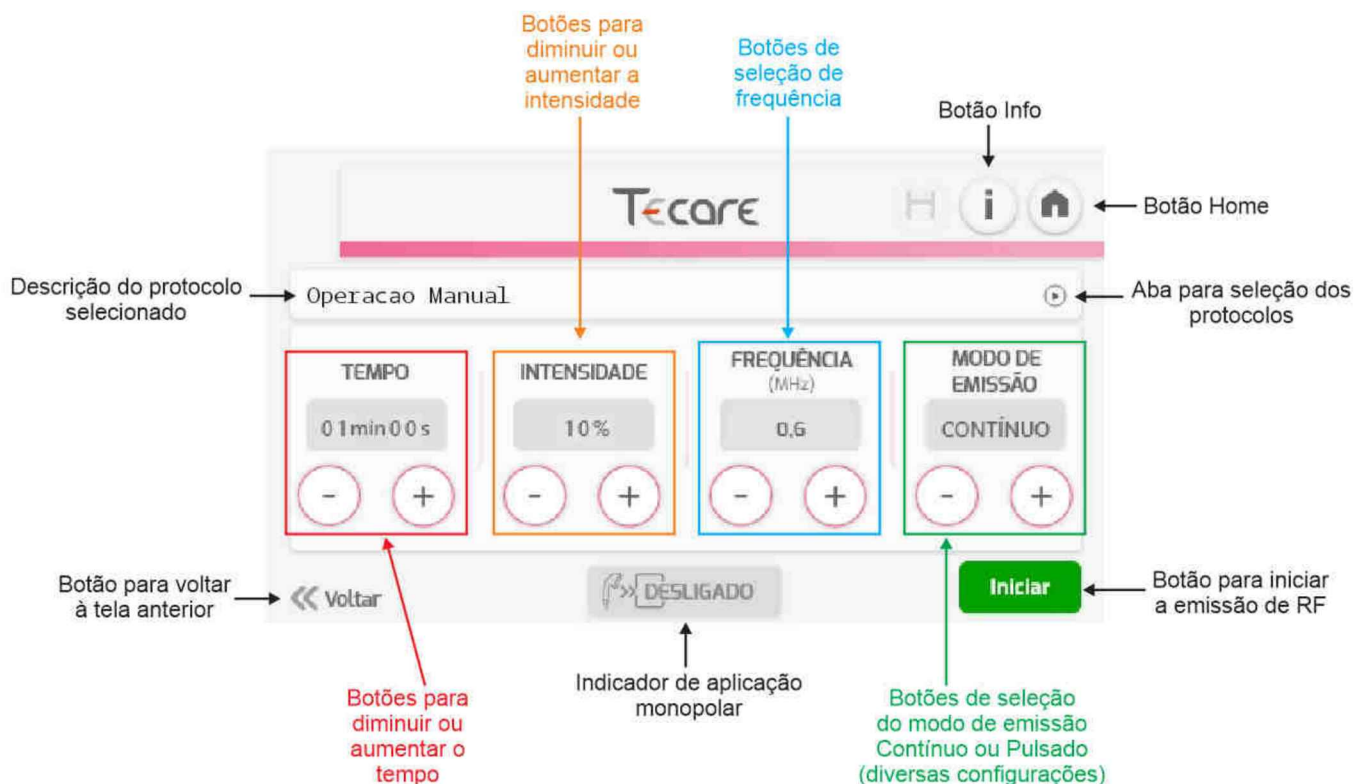 Botões para
diminuir ou
aumentar a
intensidade
Botões de
seleção de
frequência
Botão Info
Tecare
H
i
Botão Home
Descrição do protocolo
selecionado
Operacao Manual
Aba para seleção dos
protocolos
TEMPO
01min00s
-
+
INTENSIDADE
10%
-
+
FREQUÊNCIA
(MHz)
0,6
-
+
MODO DE
EMISSÃO
CONTÍNUO
-
+
Botão para voltar
à tela anterior
Voltar
DESLIGADO
Iniciar
Botão para iniciar
a emissão de RF
Botões para
diminuir ou
aumentar o
tempo
Indicador de aplicação
monopolar
Botões de seleção
do modo de emissão
Contínuo ou Pulsado
(diversas configurações)